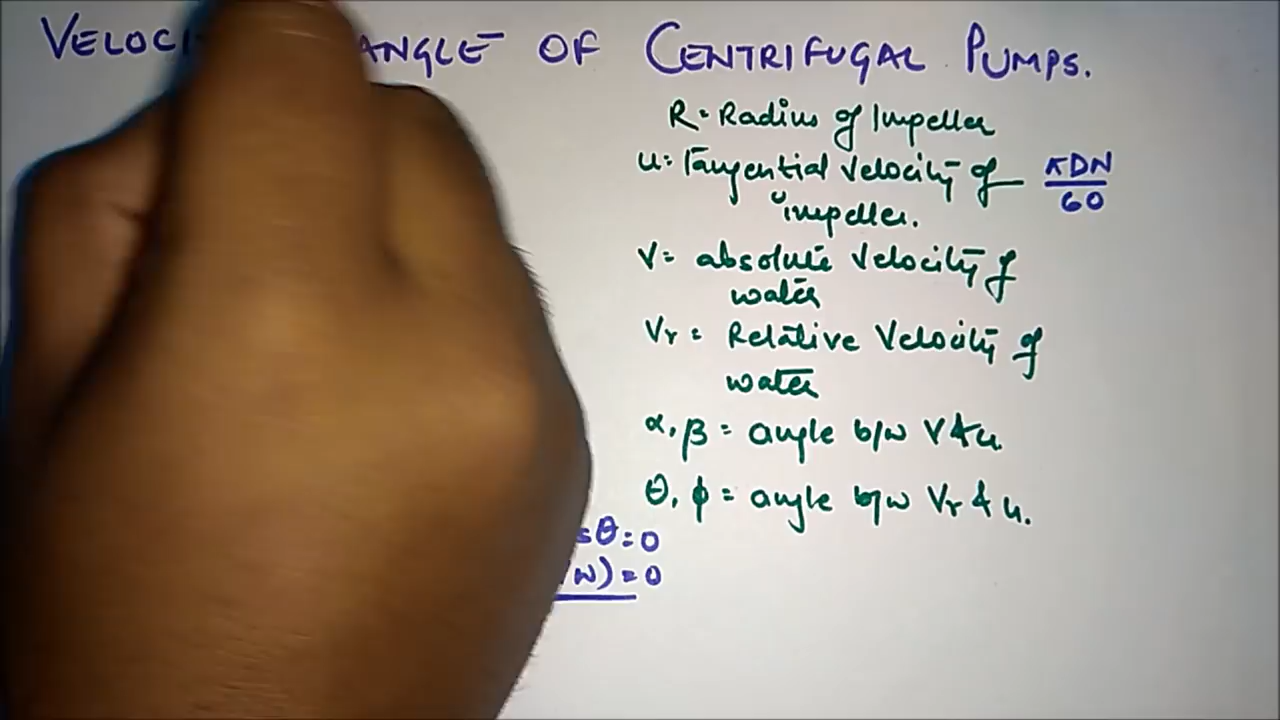 VELOCI ANGLE OF CENTRIFUGAL PUMPS.
R = Radius of Impeller
u = Tangential Velocity of πDN/60
impeller.
V = absolute Velocity of
water
Vr = Relative Velocity of
water
α, β = angle b/w V & u
θ, ϕ = angle b/w Vr & u.
sθ = 0
w) = 0